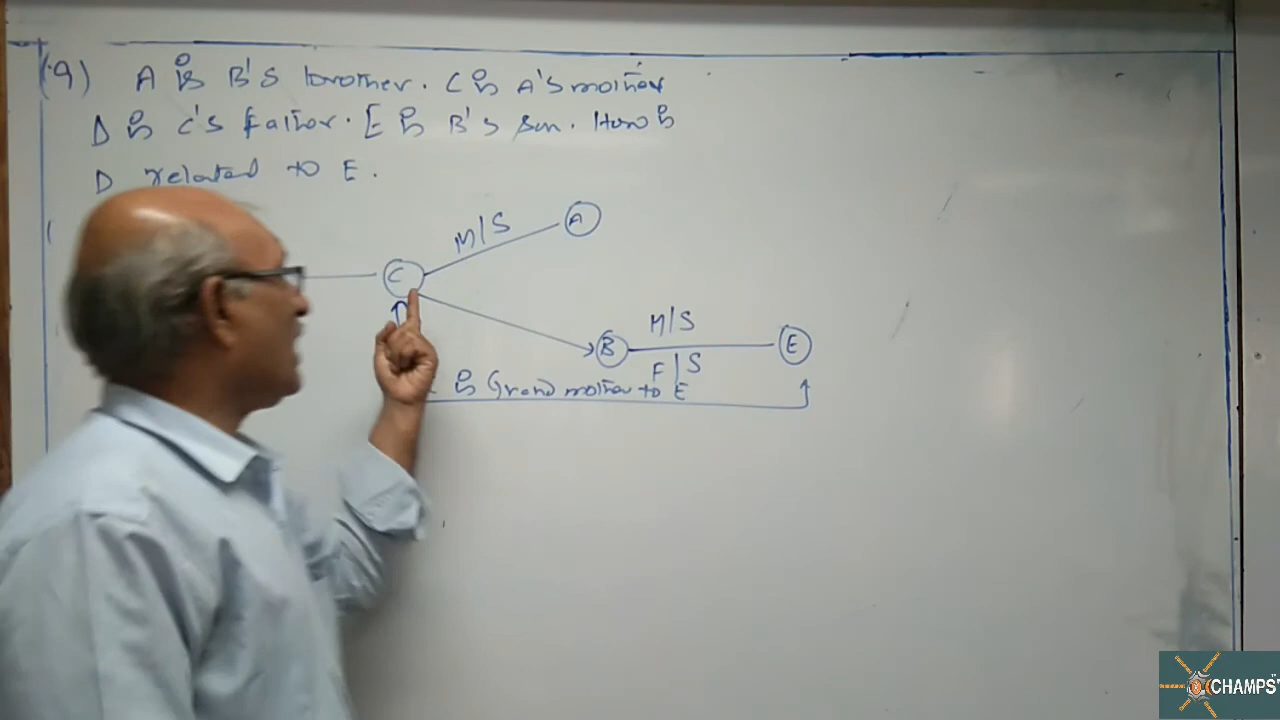 (9) A is B'S brother. C is A'S mother
D is C'S father. E is B'S Son. How is
D related to E.
M/S
A
C
M/S
B
E
F/S
is Grand mother to E
CHAMPS